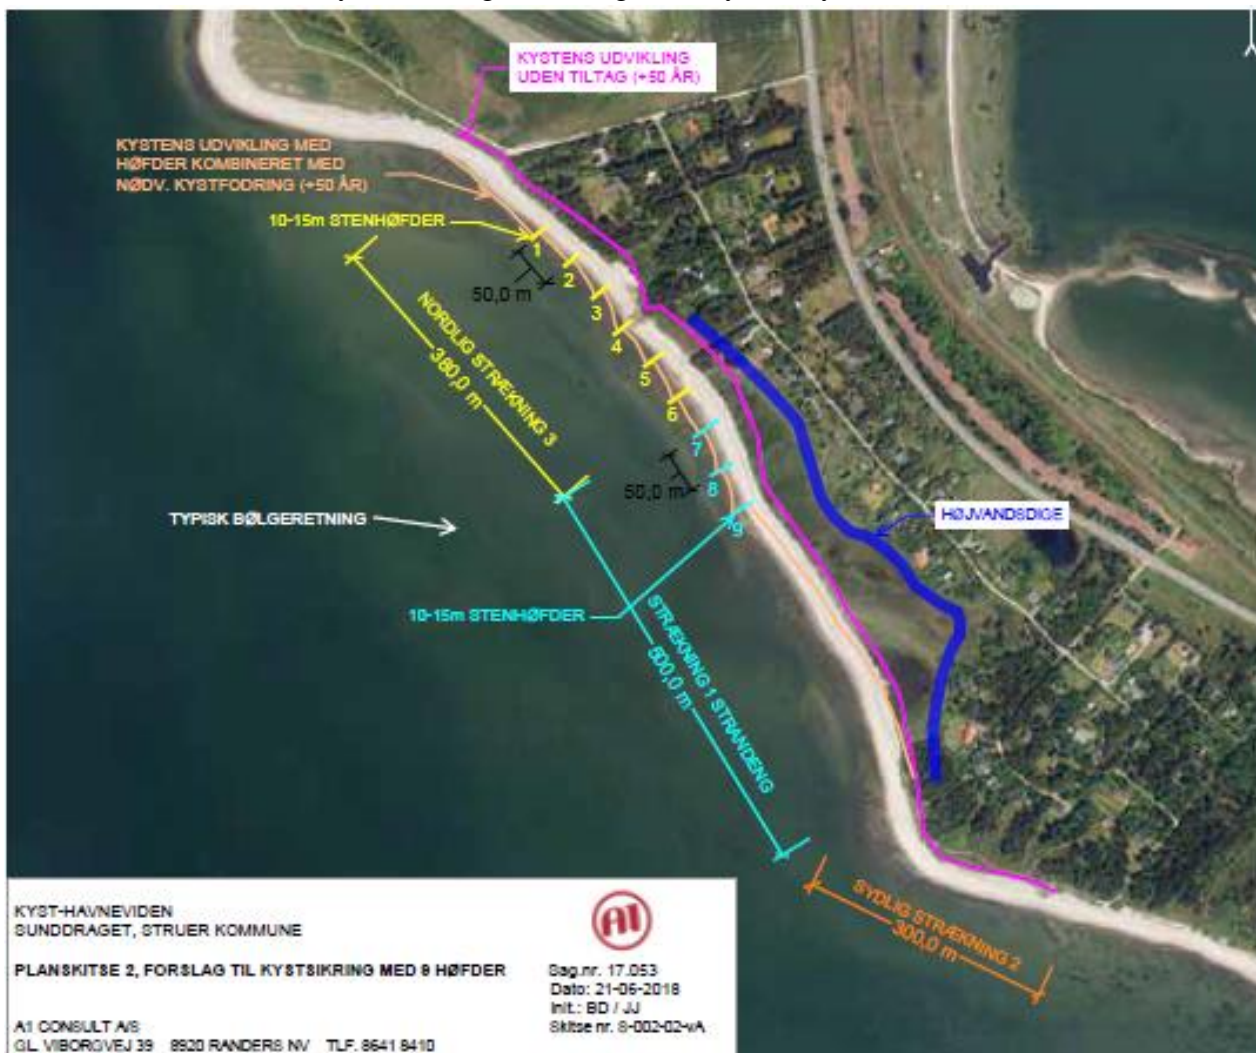 KYSTENS UDVIKLING
UDEN TILTAG (+50 ÅR)
KYSTENS UDVIKLING MED
HØFDER KOMBINERET MED
NØDV. KYSTFODRING (+50 ÅR)
10-15m STENHØFDER
1
2
50,0 m
3
4
NORDLIG STRÆKNING 3
380,0 m
5
6
7
8
50,0 m
9
TYPISK BØLGERETNING
HØJVANDSDIGE
10-15m STENHØFDER
STRÆKNING 1 STRANDENG
500,0 m
SYDLIG STRÆKNING 2
300,0 m
KYST-HAVNEVIDEN
SUNDDRAGET, STRUER KOMMUNE
A1
PLANSKITSE 2, FORSLAG TIL KYSTSIKRING MED 9 HØFDER
Sag.nr. 17.053
Dato: 21-06-2018
Init.: BD / JJ
Skitse nr. S-002-02-vA
A1 CONSULT A/S
GL. VIBORGVEJ 39 8920 RANDERS NV TLF. 8641 8410